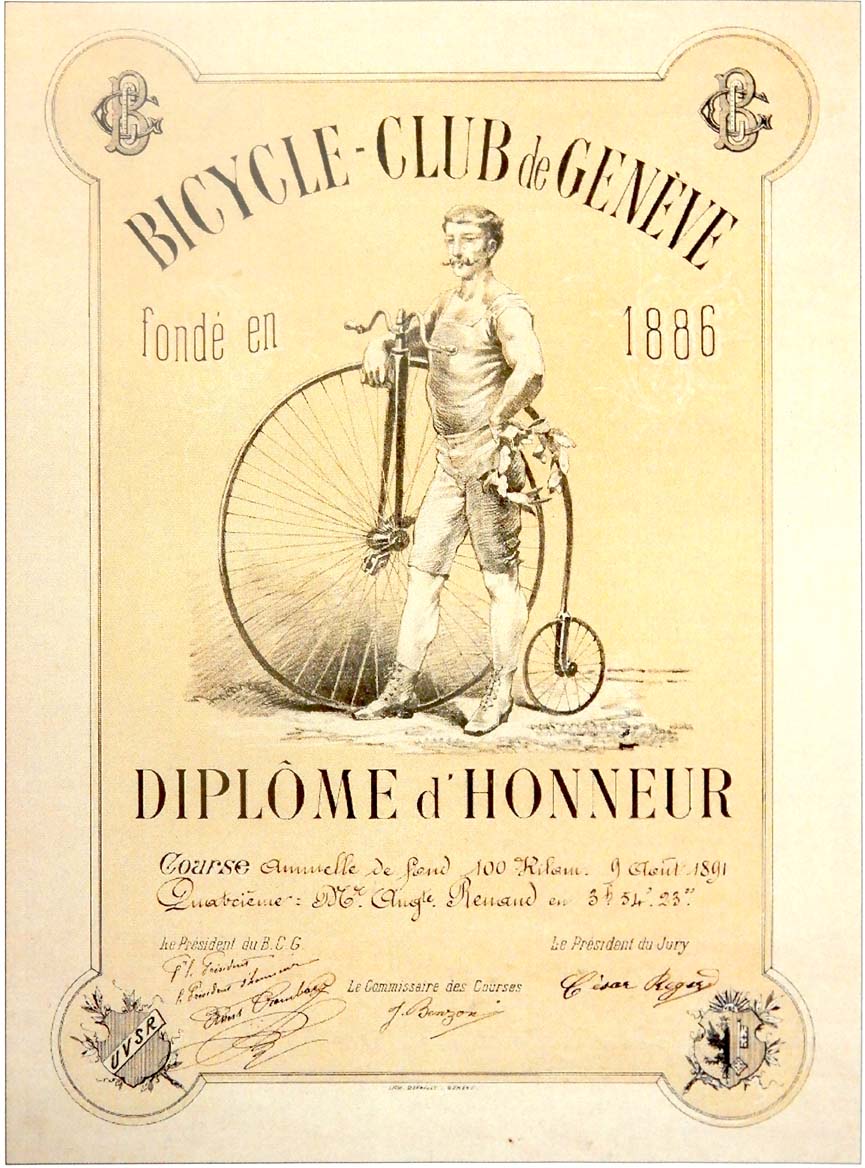 BICYCLE-CLUB de GENÈVE
fondé en 1886
DIPLÔME d'HONNEUR
Course Annuelle de fond 100 Kilom. 9 Août 1891
Quatrième: Mr. Augte. Renaud en 3h 54' 23"
Le Président du B.C.G.
Le Président du Jury
Le Commissaire des Courses
César
J. Benzoni
UVSR